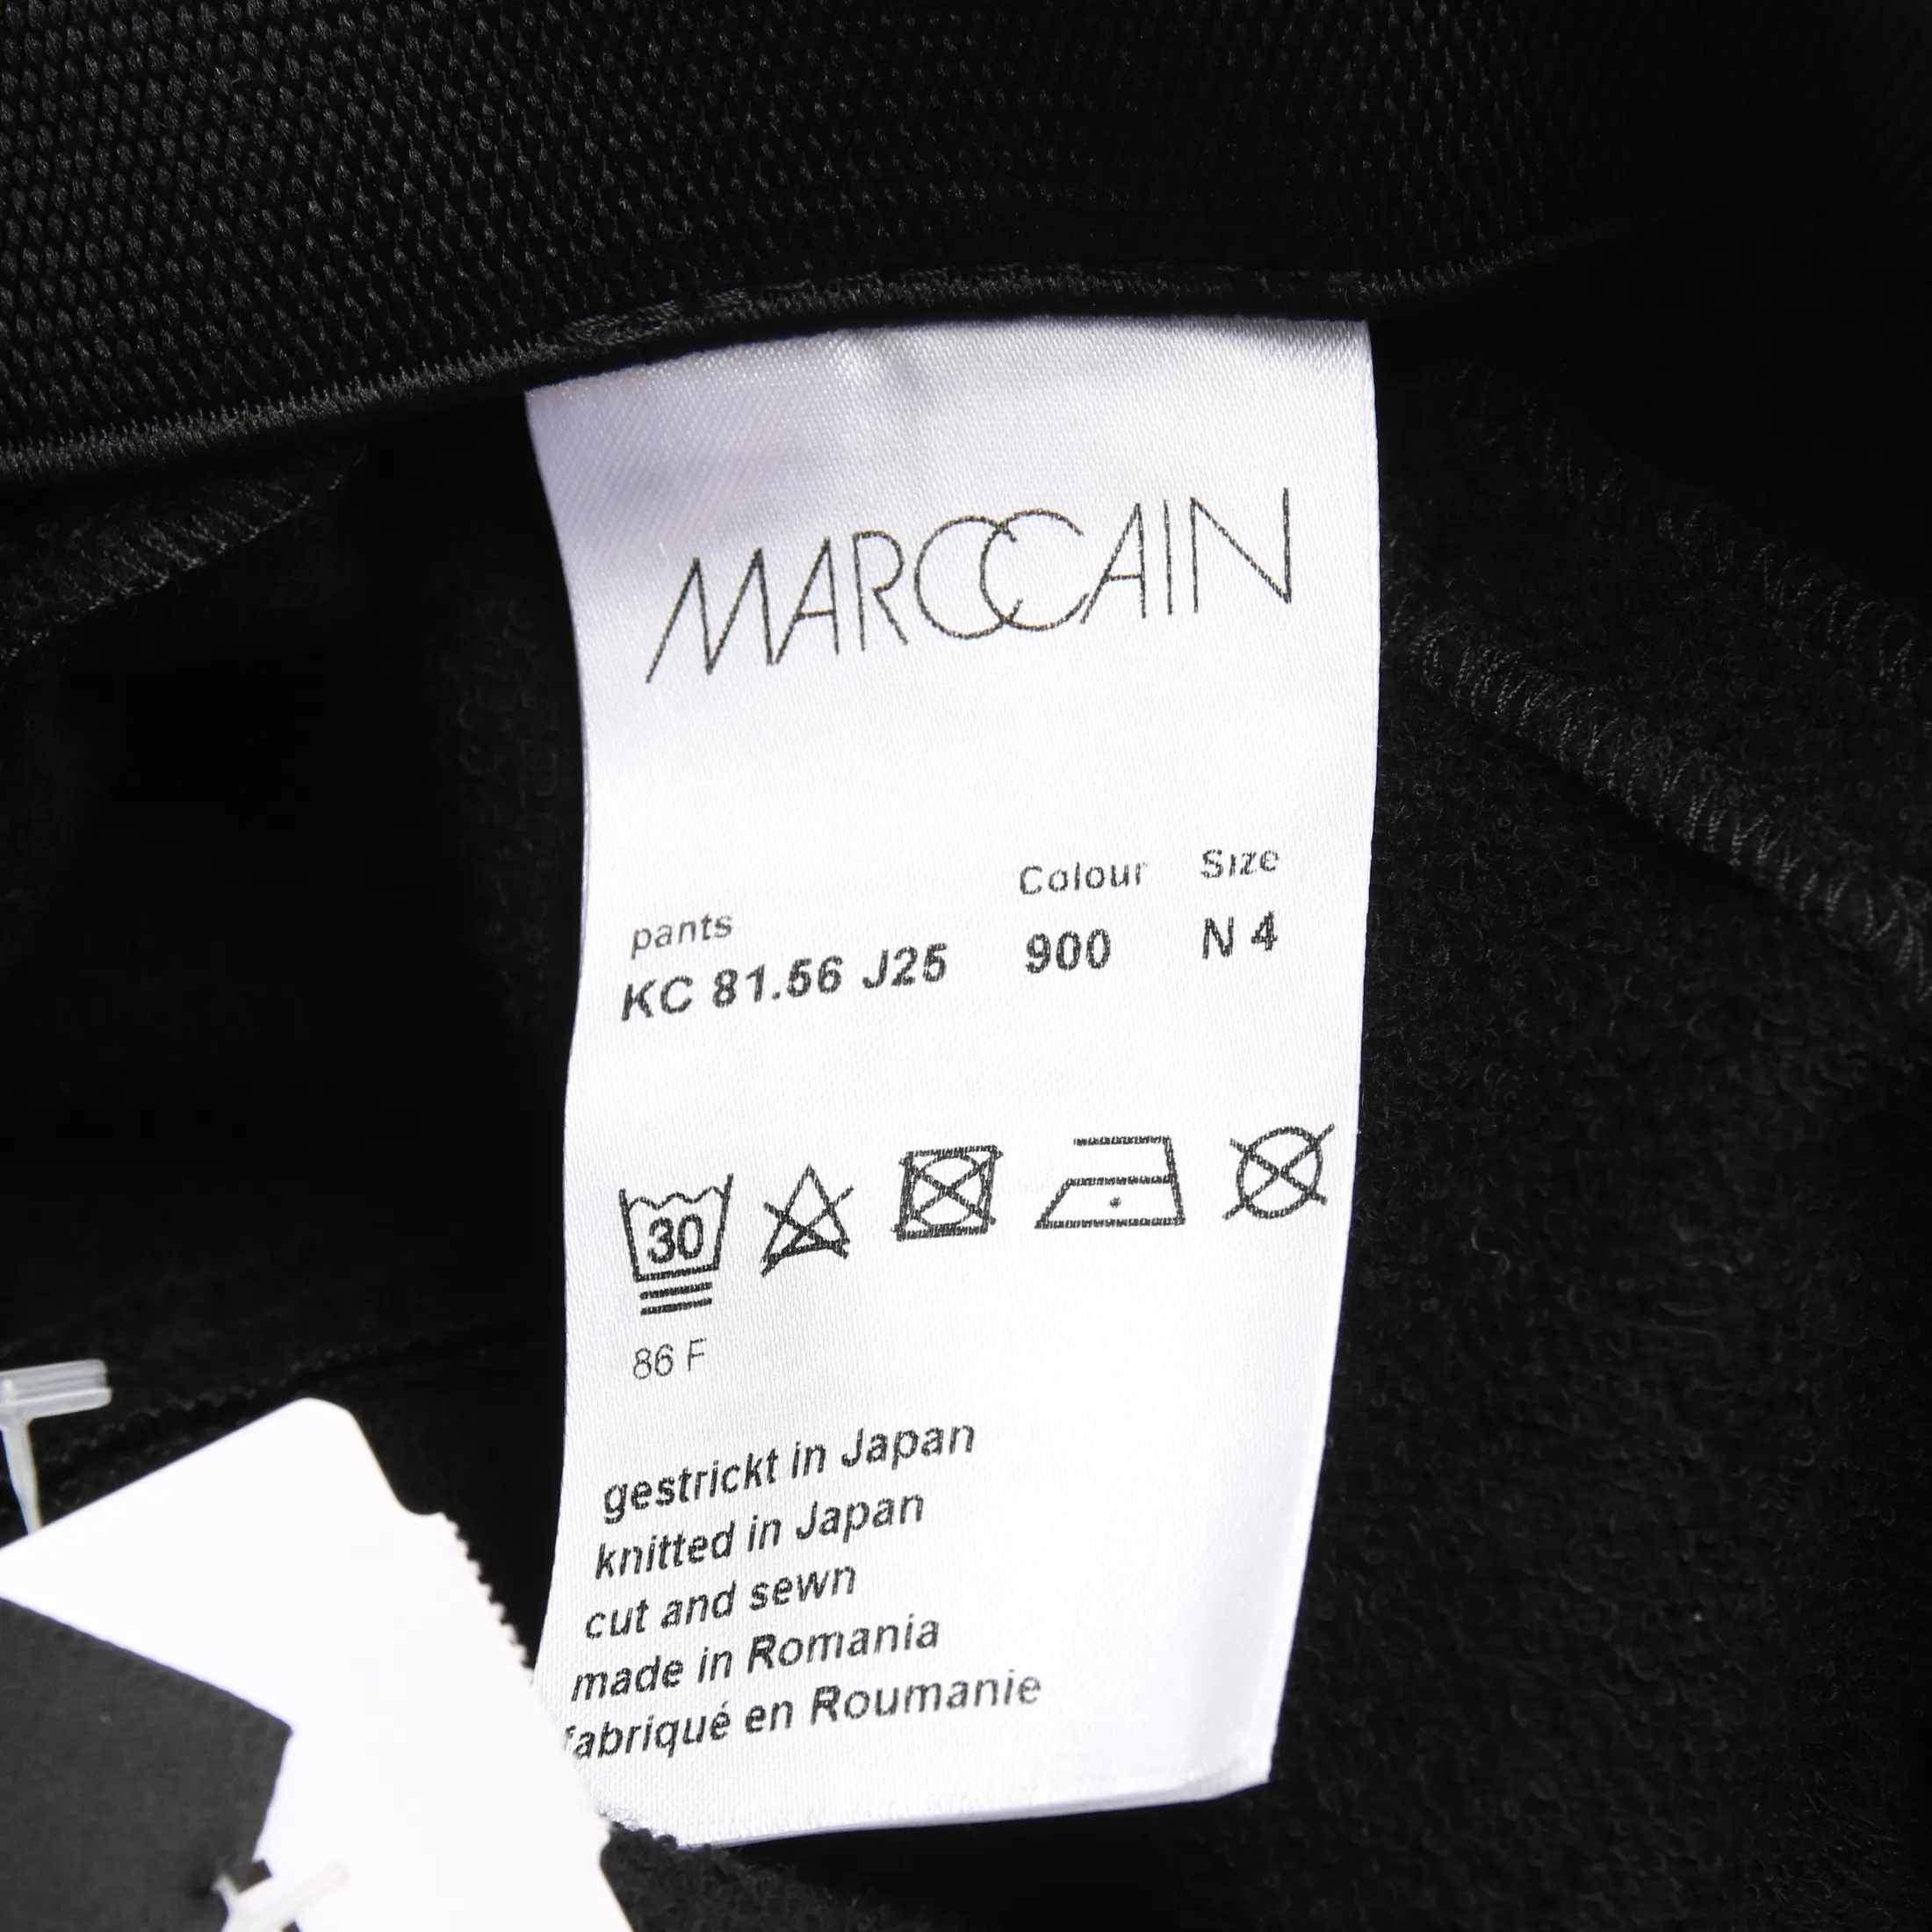 MARCCAIN
Colour Size
pants
KC 81.56 J25 900 N 4
30
86 F
gestrickt in Japan
knitted in Japan
cut and sewn
made in Romania
fabriqué en Roumanie